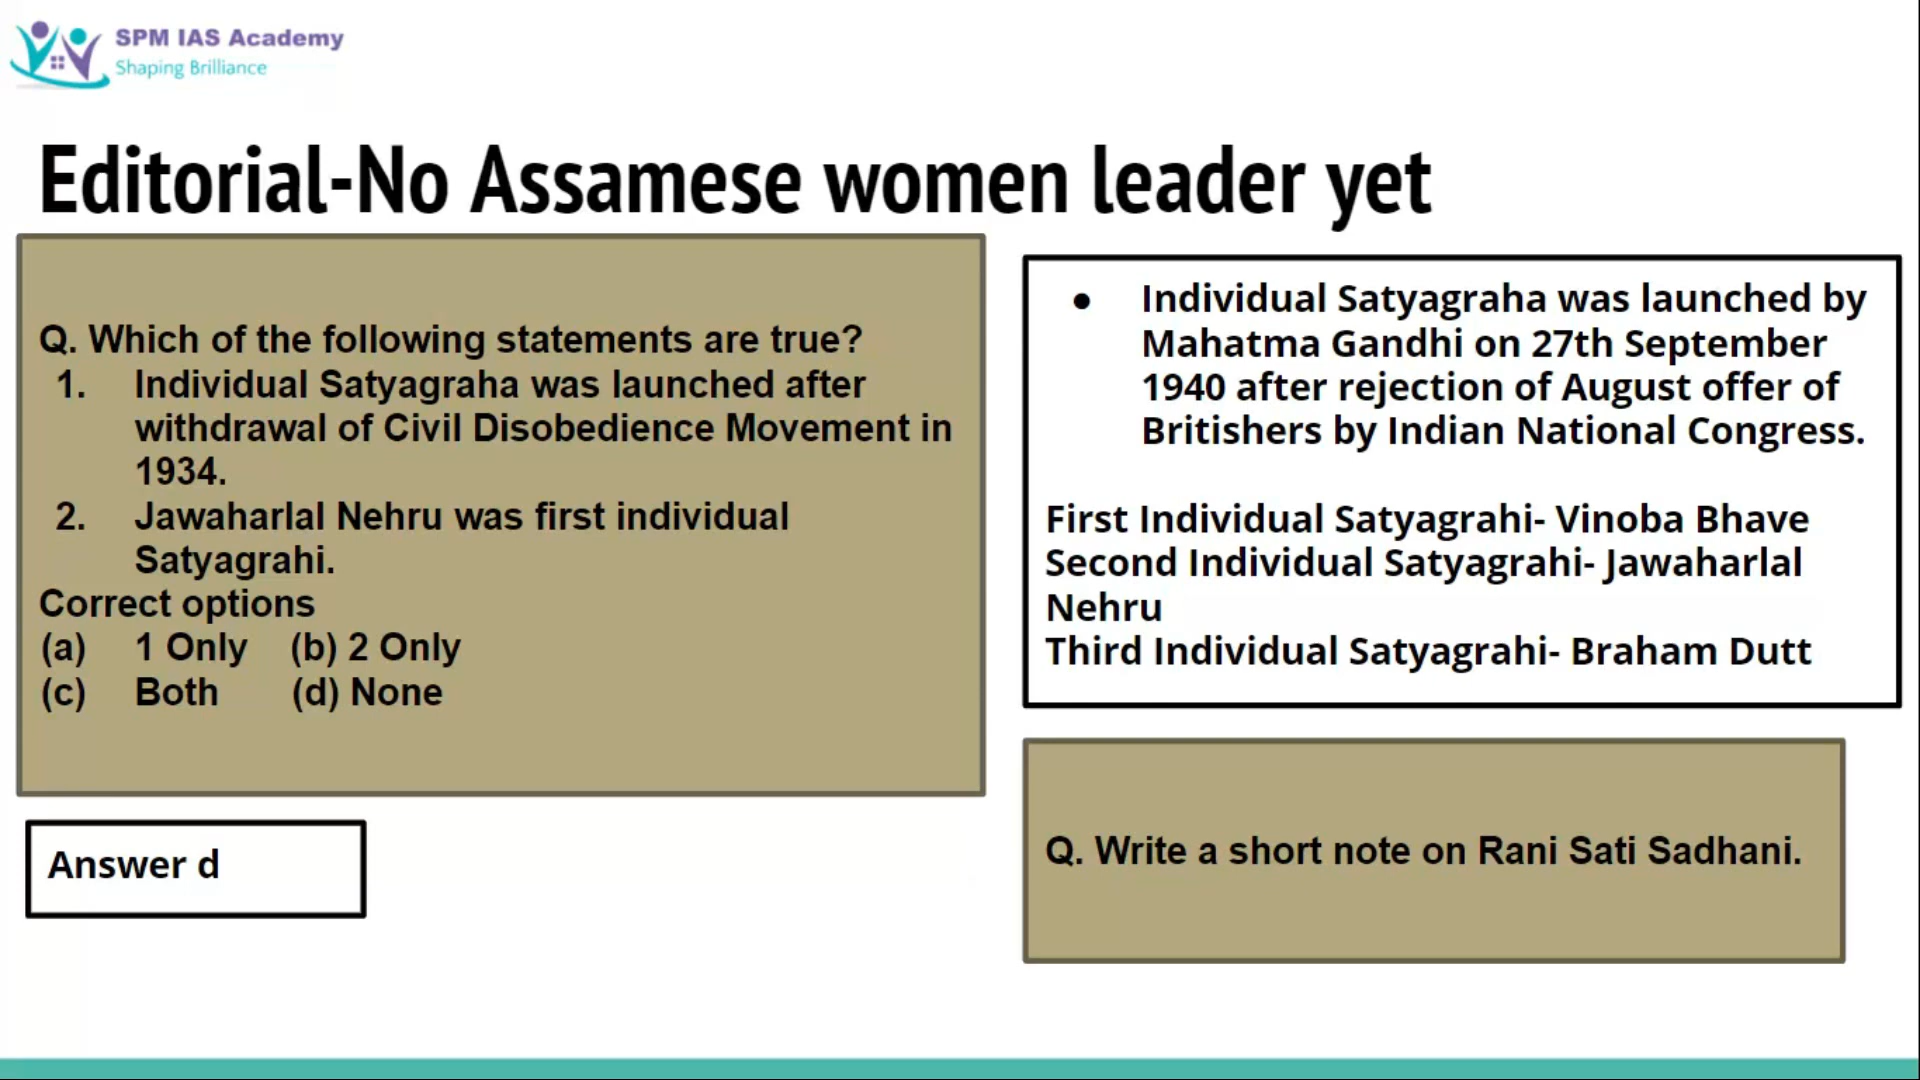 SPM IAS Academy
Shaping Brilliance
Editorial-No Assamese women leader yet
Q. Which of the following statements are true?
1. Individual Satyagraha was launched after
withdrawal of Civil Disobedience Movement in
1934.
2. Jawaharlal Nehru was first individual
Satyagrahi.
Correct options
(a) 1 Only (b) 2 Only
(c) Both (d) None
Answer d
● Individual Satyagraha was launched by
Mahatma Gandhi on 27th September
1940 after rejection of August offer of
Britishers by Indian National Congress.
First Individual Satyagrahi- Vinoba Bhave
Second Individual Satyagrahi- Jawaharlal
Nehru
Third Individual Satyagrahi- Braham Dutt
Q. Write a short note on Rani Sati Sadhani.